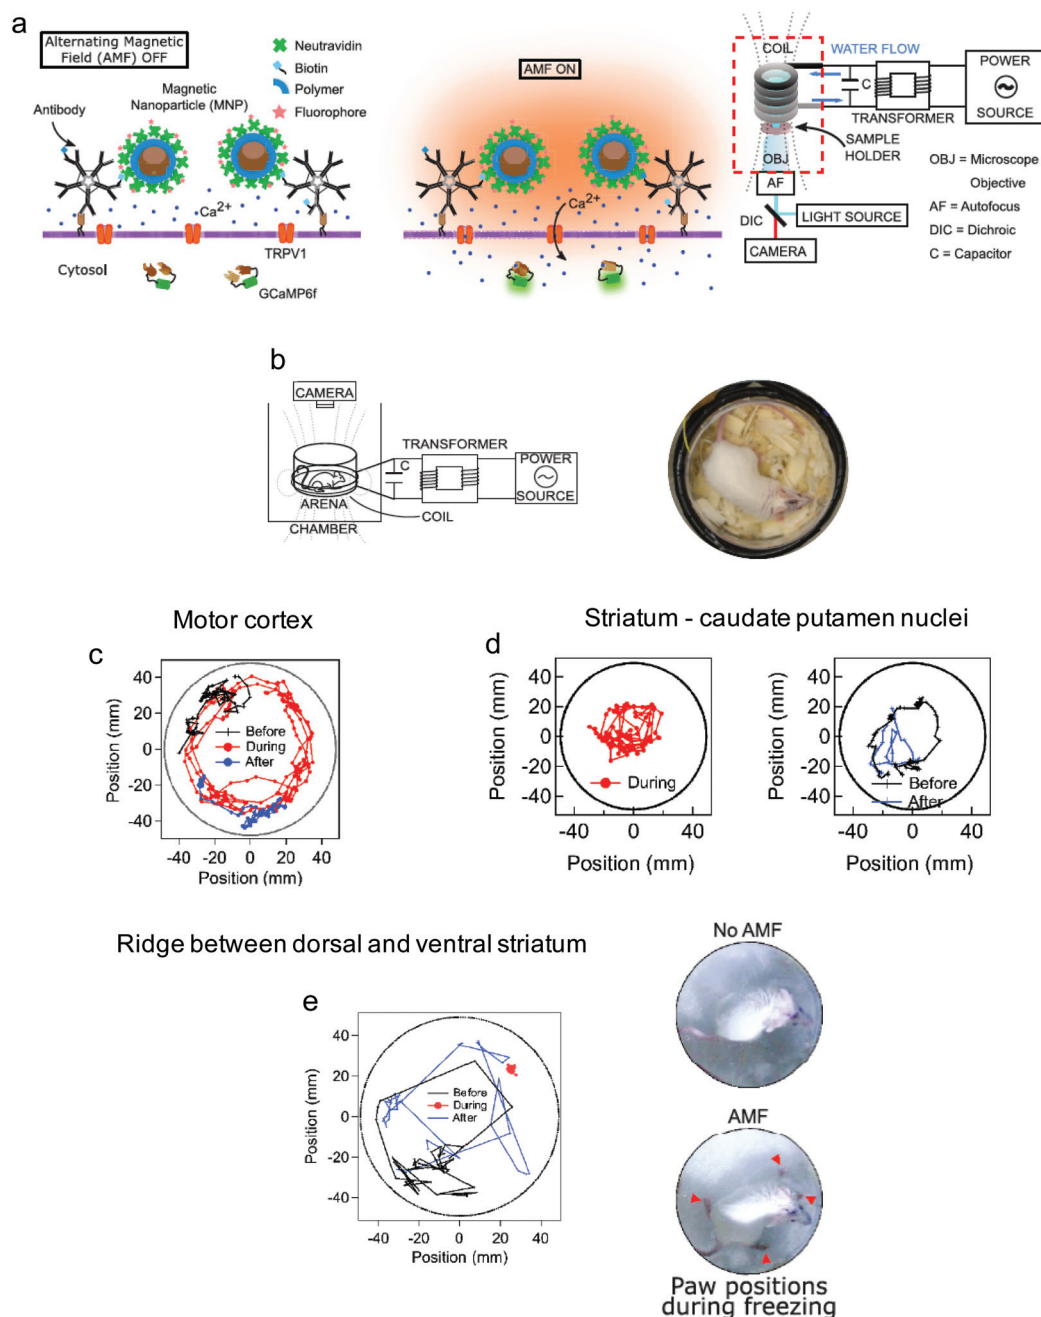 a
Alternating Magnetic
Field (AMF) OFF
Neutravidin
Biotin
Polymer
Fluorophore
Magnetic
Nanoparticle (MNP)
Antibody
Ca2+
TRPV1
Cytosol
GCaMP6f
AMF ON
Ca2+
COIL
WATER FLOW
C
TRANSFORMER
POWER
SOURCE
SAMPLE
HOLDER
OBJ
AF
DIC
LIGHT SOURCE
CAMERA
OBJ = Microscope
Objective
AF = Autofocus
DIC = Dichroic
C = Capacitor
b
CAMERA
TRANSFORMER
C
POWER
SOURCE
ARENA
COIL
CHAMBER
Motor cortex
c
Position (mm)
40
20
0
-20
-40
Before
During
After
-40 -20 0 20 40
Position (mm)
Striatum - caudate putamen nuclei
d
Position (mm)
40
20
0
-20
-40
During
-40 0 40
Position (mm)
Position (mm)
40
20
0
-20
-40
Before
After
-40 0 40
Position (mm)
Ridge between dorsal and ventral striatum
e
Position (mm)
40
20
0
-20
-40
Before
During
After
-40 -20 0 20 40
Position (mm)
No AMF
AMF
Paw positions
during freezing